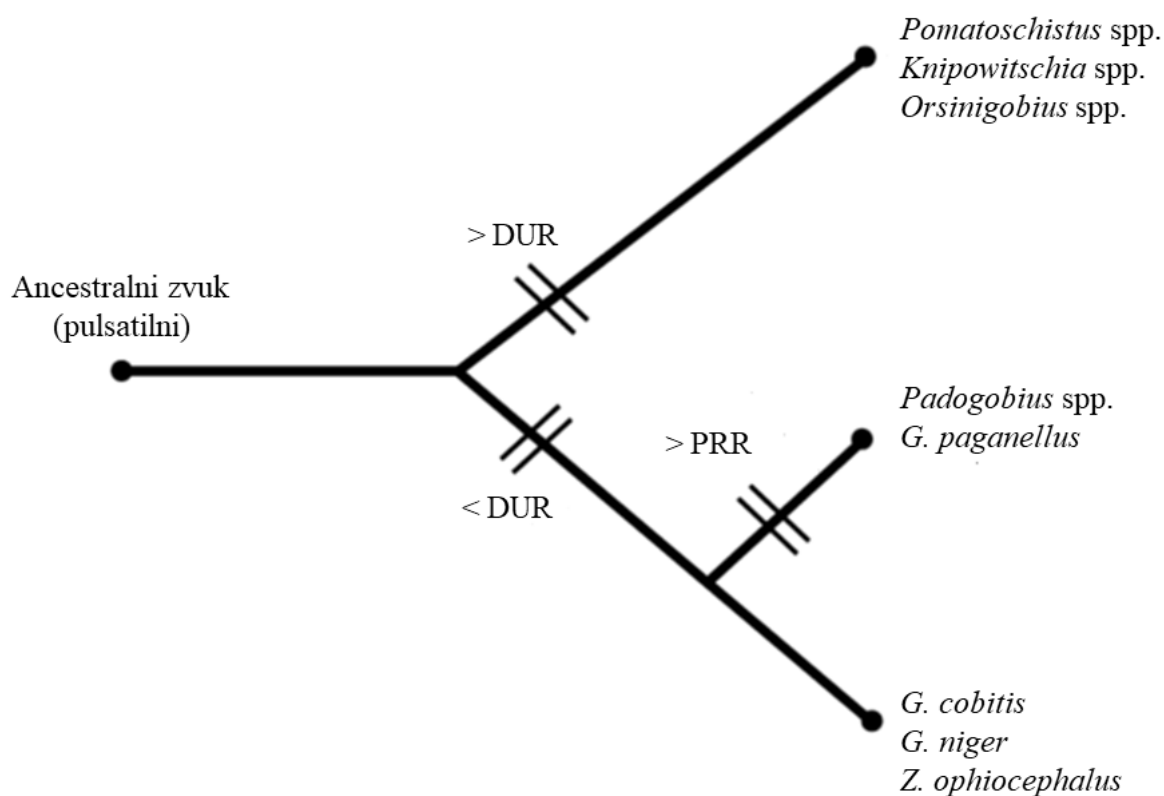 Pomatoschistus spp.
Knipowitschia spp.
Orsinigobius spp.
> DUR
Ancestralni zvuk
(pulsatilni)
Padogobius spp.
G. paganellus
> PRR
< DUR
G. cobitis
G. niger
Z. ophiocephalus